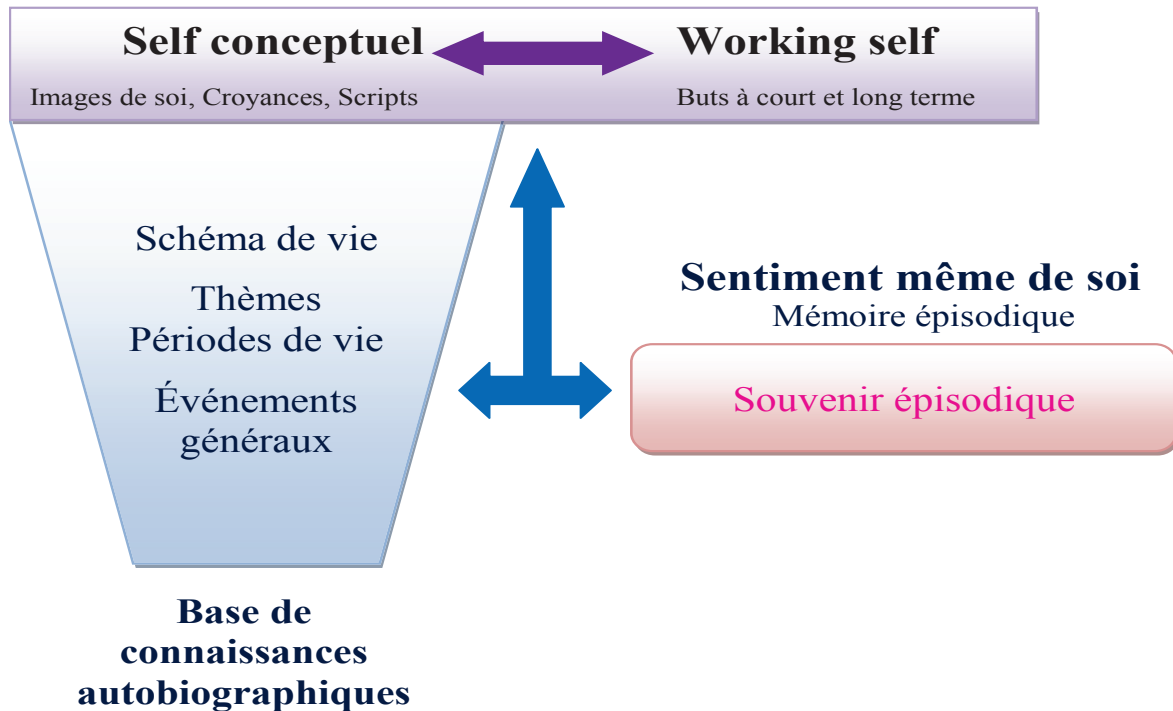 Self conceptuel
Working self
Images de soi, Croyances, Scripts
Buts à court et long terme
Schéma de vie
Thèmes
Périodes de vie
Événements
généraux
Sentiment même de soi
Mémoire épisodique
Souvenir épisodique
Base de
connaissances
autobiographiques